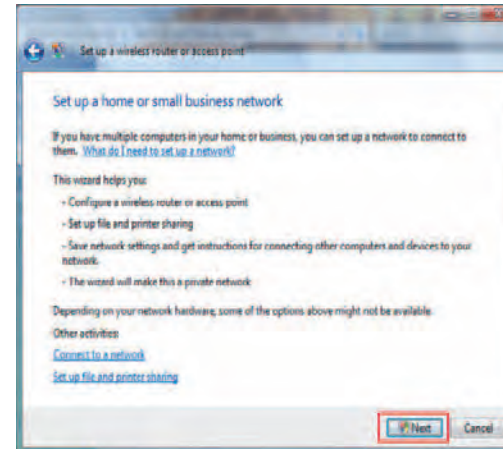 Set up a wireless router or access point
Set up a home or small business network
If you have multiple computers in your home or business, you can set up a network to connect to
them. What do I need to set up a network?
This wizard helps you:
- Configure a wireless router or access point
- Set up file and printer sharing
- Save network settings and get instructions for connecting other computers and devices to your
network.
- The wizard will make this a private network
Depending on your network hardware, some of the options above might not be available.
Other activities:
Connect to a network
Set up file and printer sharing
Next Cancel